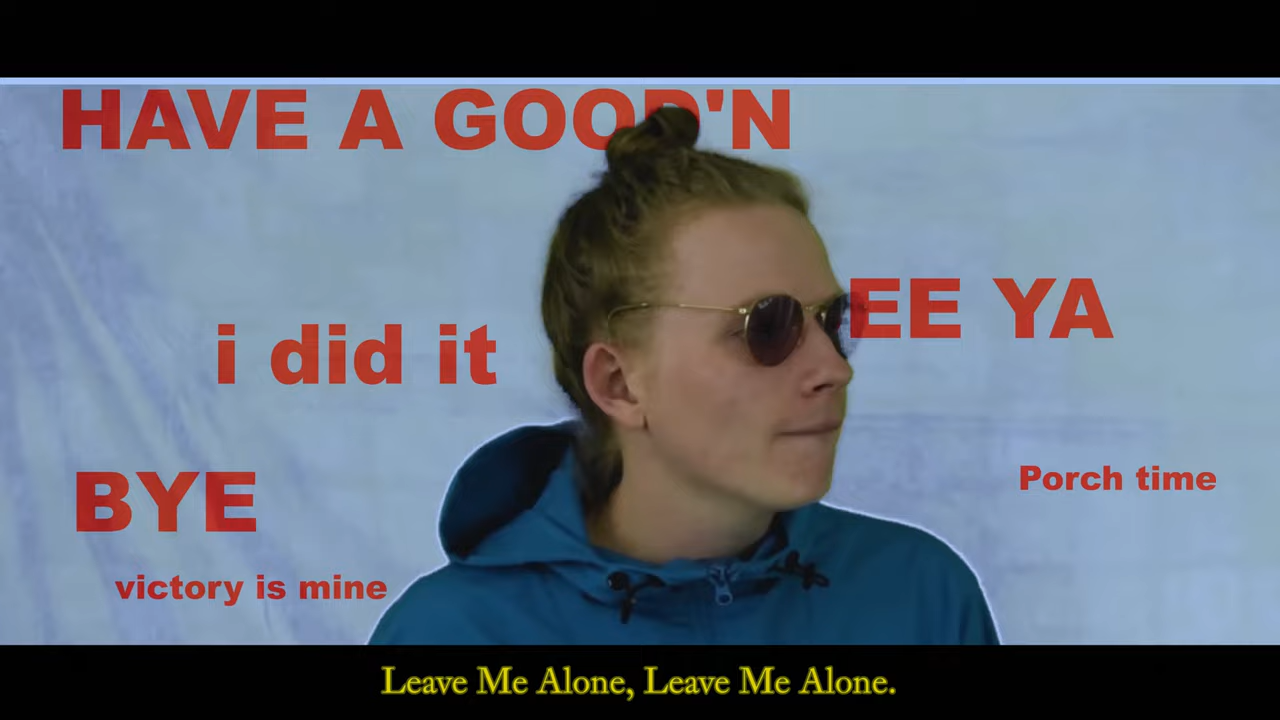 HAVE A GOOD'N
EE YA
i did it
BYE
Porch time
victory is mine
Leave Me Alone, Leave Me Alone.